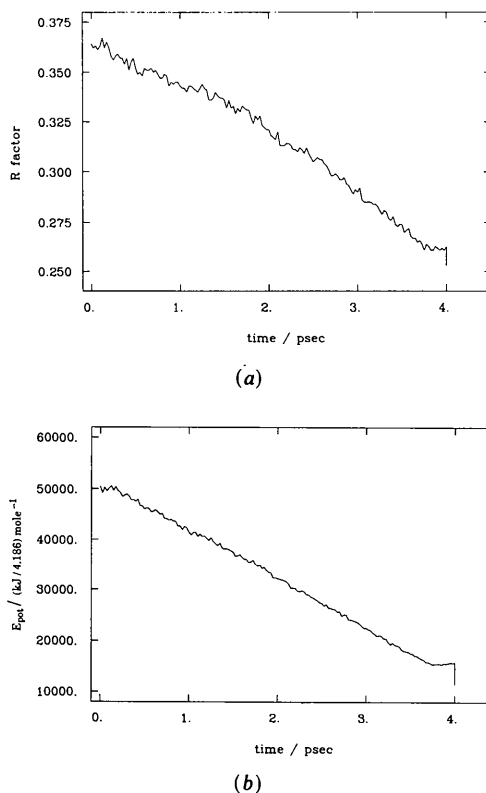 0.375
0.350
0.325
0.300
0.275
0.250
R factor
0. 1. 2. 3. 4.
time / psec
(a)
60000.
50000.
40000.
30000.
20000.
10000.
E_pot / (kJ / 4.186) mole⁻¹
0. 1. 2. 3. 4.
time / psec
(b)